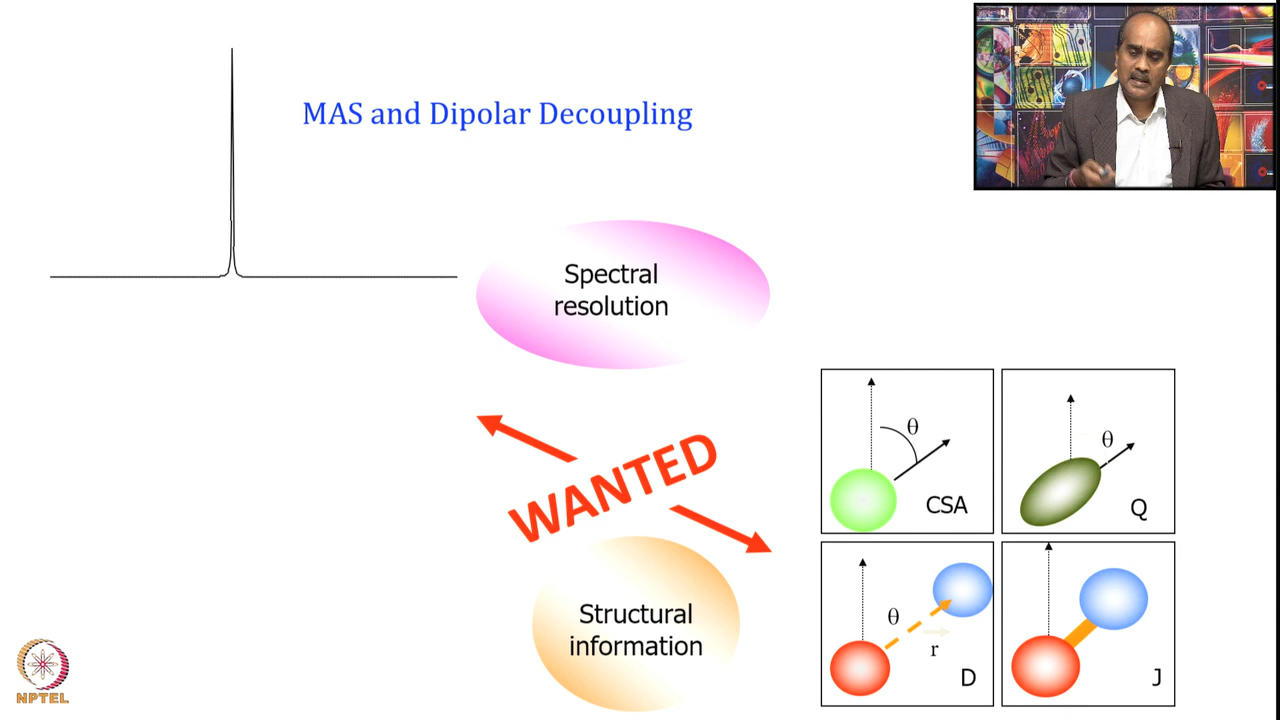 MAS and Dipolar Decoupling
Spectral
resolution
WANTED
Structural
information
θ
CSA
θ
Q
θ
r
D
J
NPTEL